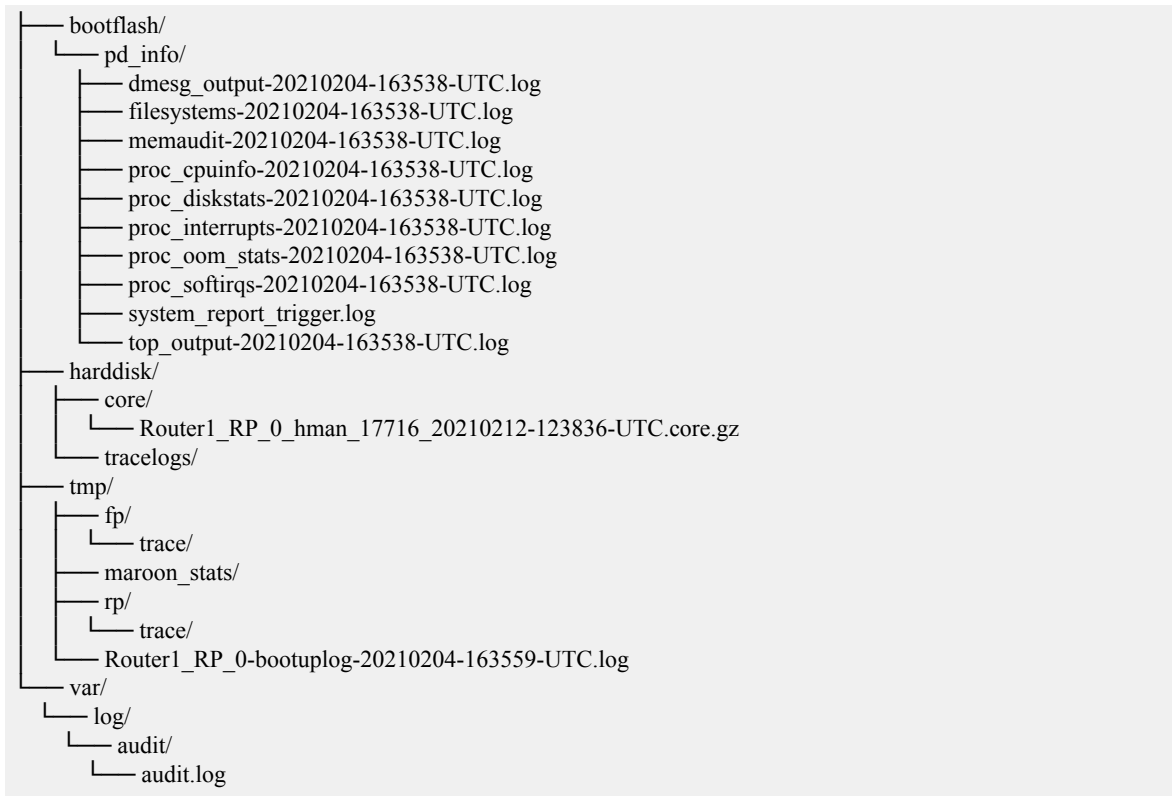 bootflash/
pd_info/
dmesg_output-20210204-163538-UTC.log
filesystems-20210204-163538-UTC.log
memaudit-20210204-163538-UTC.log
proc_cpuinfo-20210204-163538-UTC.log
proc_diskstats-20210204-163538-UTC.log
proc_interrupts-20210204-163538-UTC.log
proc_oom_stats-20210204-163538-UTC.log
proc_softirqs-20210204-163538-UTC.log
system_report_trigger.log
top_output-20210204-163538-UTC.log
harddisk/
core/
Router1_RP_0_hman_17716_20210212-123836-UTC.core.gz
tracelogs/
tmp/
fp/
trace/
maroon_stats/
rp/
trace/
Router1_RP_0-bootuplog-20210204-163559-UTC.log
var/
log/
audit/
audit.log